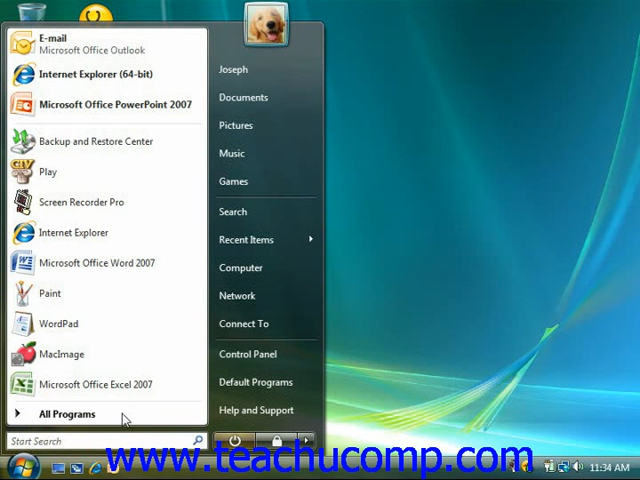 E-mail
Microsoft Office Outlook
Internet Explorer (64-bit)
Microsoft Office PowerPoint 2007
Backup and Restore Center
CIV
Play
Screen Recorder Pro
Internet Explorer
Microsoft Office Word 2007
Paint
WordPad
MacImage
Microsoft Office Excel 2007
All Programs
Start Search
Joseph
Documents
Pictures
Music
Games
Search
Recent Items
Computer
Network
Connect To
Control Panel
Default Programs
Help and Support
www.teachucomp.com
11:34 AM